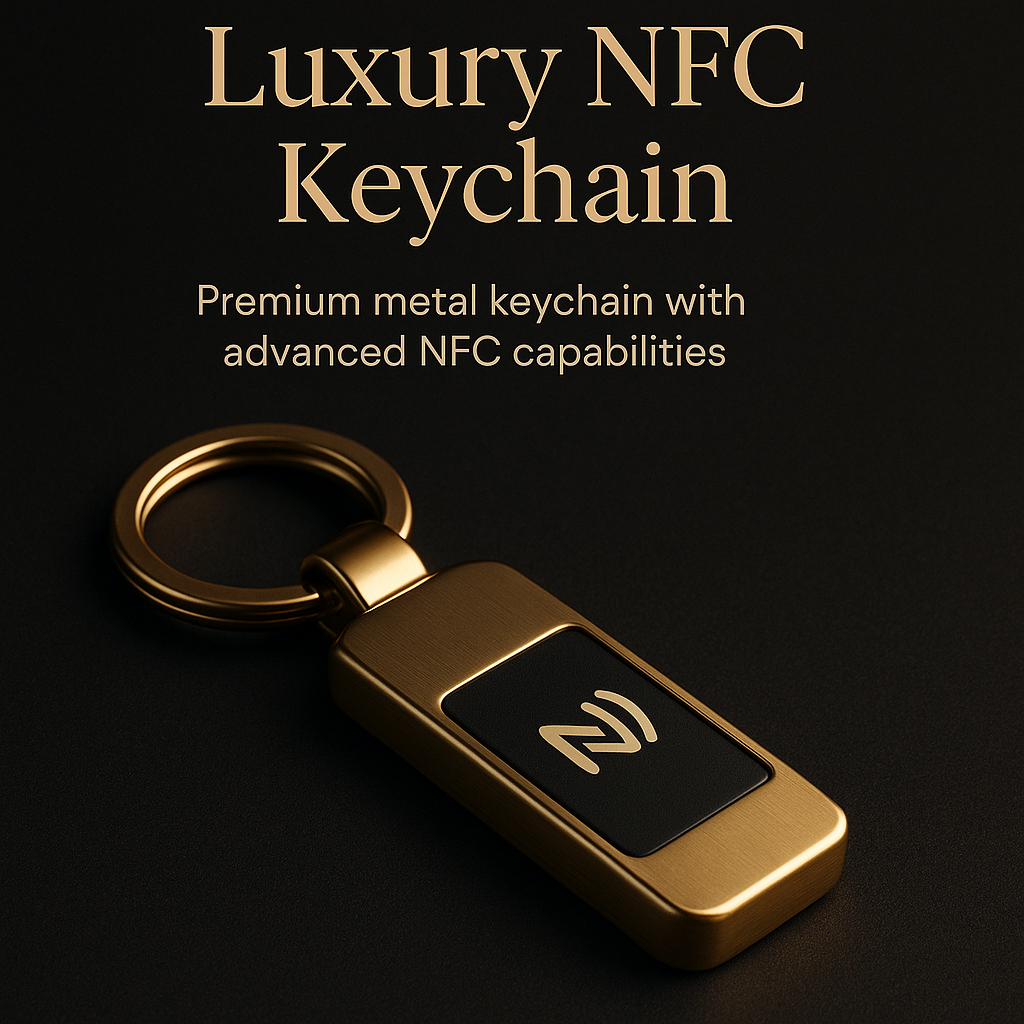 Luxury NFC
Keychain
Premium metal keychain with
advanced NFC capabilities